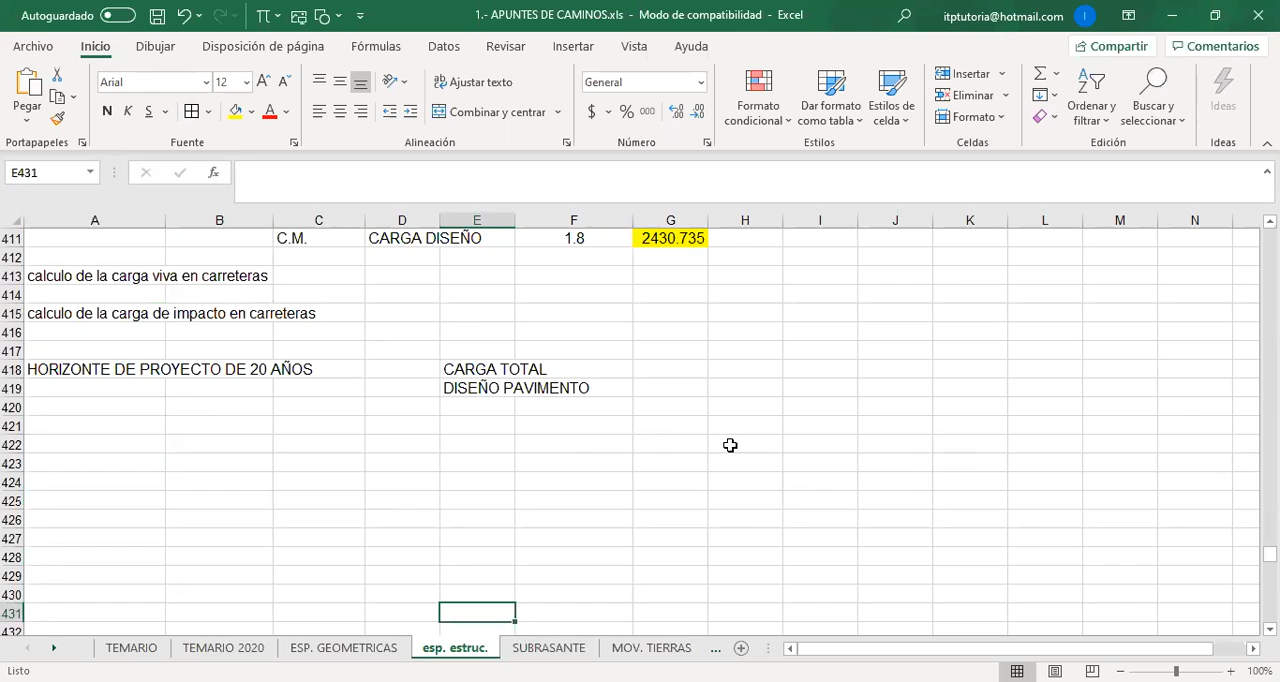 Autoguardado
1.- APUNTES DE CAMINOS.xls - Modo de compatibilidad - Excel
itptutoria@hotmail.com
I
Archivo Inicio Dibujar Disposición de página Fórmulas Datos Revisar Insertar Vista Ayuda
Compartir Comentarios
Pegar
Arial 12
N K S
Ajustar texto
Combinar y centrar
General
$ % 000
Formato condicional
Dar formato como tabla
Estilos de celda
Insertar
Eliminar
Formato
Ordenar y filtrar
Buscar y seleccionar
Ideas
Portapapeles Fuente Alineación Número Estilos Celdas Edición Ideas
E431
fx
A B C D E F G H I J K L M N
411 C.M. CARGA DISEÑO 1.8 2430.735
412
413 calculo de la carga viva en carreteras
414
415 calculo de la carga de impacto en carreteras
416
417
418 HORIZONTE DE PROYECTO DE 20 AÑOS CARGA TOTAL
419 DISEÑO PAVIMENTO
420
421
422
423
424
425
426
427
428
429
430
431
432
TEMARIO TEMARIO 2020 ESP. GEOMETRICAS esp. estruc. SUBRASANTE MOV. TIERRAS ...
Listo
100%